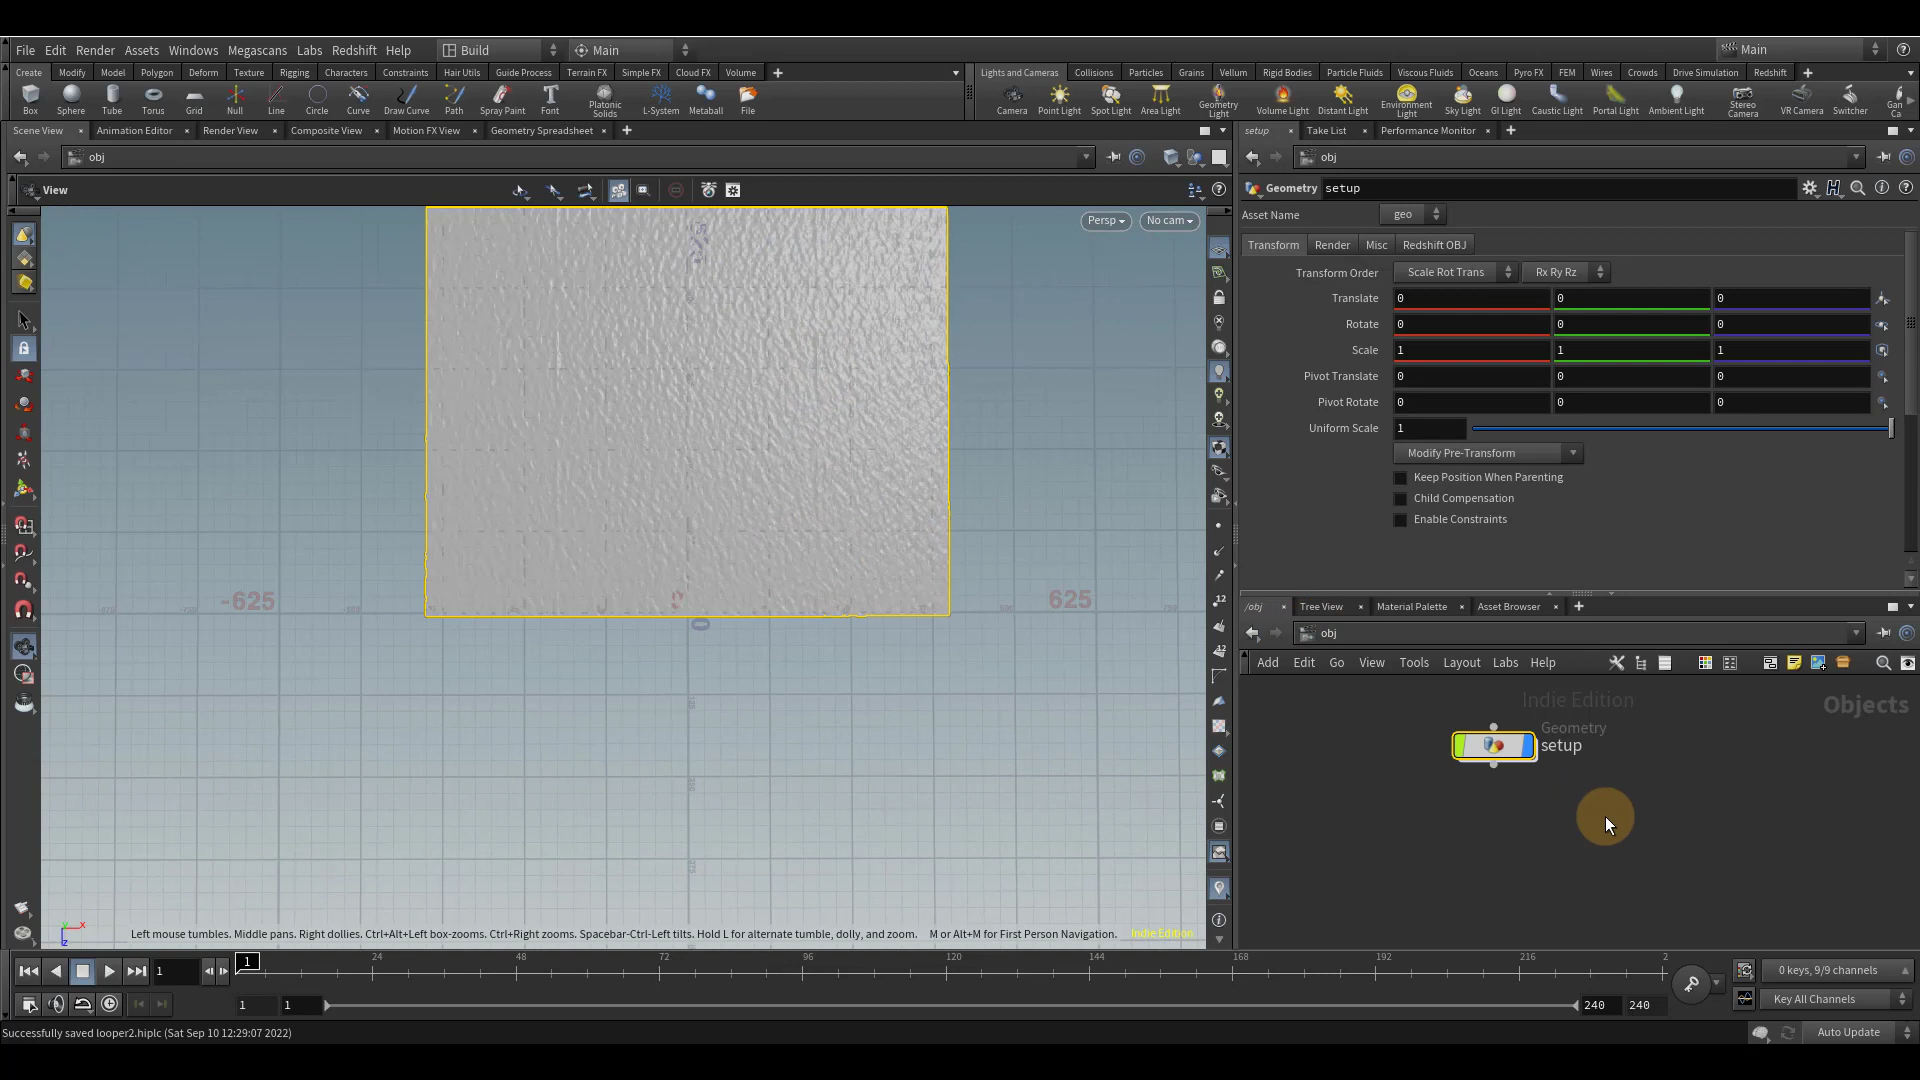 File Edit Render Assets Windows Megascans Labs Redshift Help Build Main Main
Create Modify Model Polygon Deform Texture Rigging Characters Constraints Hair Utils Guide Process Terrain FX Simple FX Cloud FX Volume
Lights and Cameras Collisions Particles Grains Vellum Rigid Bodies Particle Fluids Viscous Fluids Oceans Pyro FX FEM Wires Crowds Drive Simulation Redshift
Box Sphere Tube Torus Grid Null Line Circle Curve Draw Curve Path Spray Paint Font Platonic Solids L-System Metaball File
Camera Point Light Spot Light Area Light Geometry Light Volume Light Distant Light Environment Light Sky Light GI Light Caustic Light Portal Light Ambient Light Stereo Camera VR Camera Switcher Gan Ca
Scene View Animation Editor Render View Composite View Motion FX View Geometry Spreadsheet
setup Take List Performance Monitor
obj
obj
View
Geometry setup
Persp No cam
Asset Name geo
Transform Render Misc Redshift OBJ
Transform Order Scale Rot Trans Rx Ry Rz
Translate 0 0 0
Rotate 0 0 0
Scale 1 1 1
Pivot Translate 0 0 0
Pivot Rotate 0 0 0
Uniform Scale 1
Modify Pre-Transform
Keep Position When Parenting
Child Compensation
Enable Constraints
-625 625
0
/obj Tree View Material Palette Asset Browser
obj
Add Edit Go View Tools Layout Labs Help
Indie Edition
Objects
Geometry
setup
12
12
x
z
Left mouse tumbles. Middle pans. Right dollies. Ctrl+Alt+Left box-zooms. Ctrl+Right zooms. Spacebar-Ctrl-Left tilts. Hold L for alternate tumble, dolly, and zoom. M or Alt+M for First Person Navigation. Indie Edition
1 1 24 48 72 96 120 144 168 192 216 2
0 keys, 9/9 channels
1 1 240 240
Key All Channels
Successfully saved looper2.hiplc (Sat Sep 10 12:29:07 2022)
Auto Update